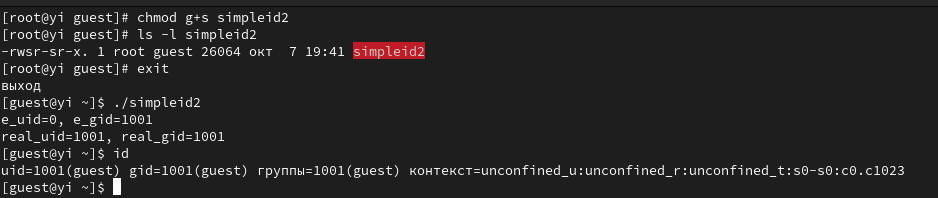 [root@yi guest]# chmod g+s simpleid2
[root@yi guest]# ls -l simpleid2
-rwsr-sr-x. 1 root guest 26064 окт  7 19:41 simpleid2
[root@yi guest]# exit
выход
[guest@yi ~]$ ./simpleid2
e_uid=0, e_gid=1001
real_uid=1001, real_gid=1001
[guest@yi ~]$ id
uid=1001(guest) gid=1001(guest) группы=1001(guest) контекст=unconfined_u:unconfined_r:unconfined_t:s0-s0:c0.c1023
[guest@yi ~]$